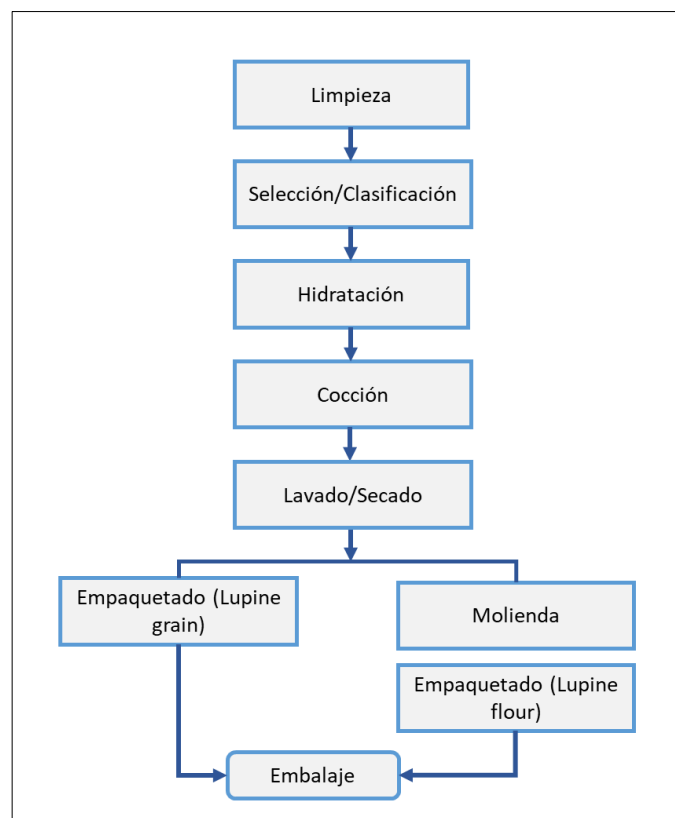 Limpieza
Selección/Clasificación
Hidratación
Cocción
Lavado/Secado
Empaquetado (Lupine
grain)
Molienda
Empaquetado (Lupine
flour)
Embalaje